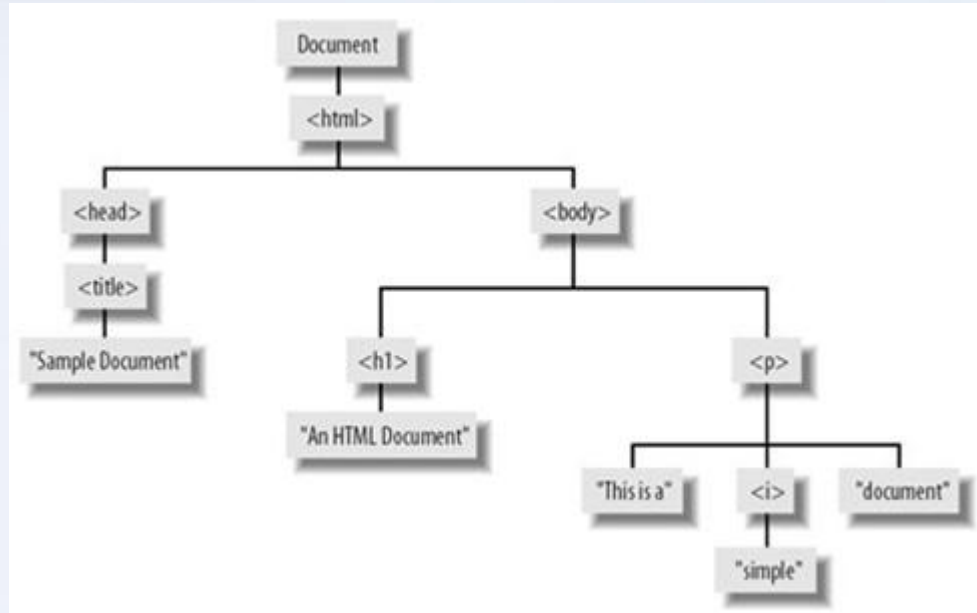 Document
<html>
<head>
<body>
<title>
"Sample Document"
<h1>
<p>
"An HTML Document"
"This is a"
<i>
"document"
"simple"